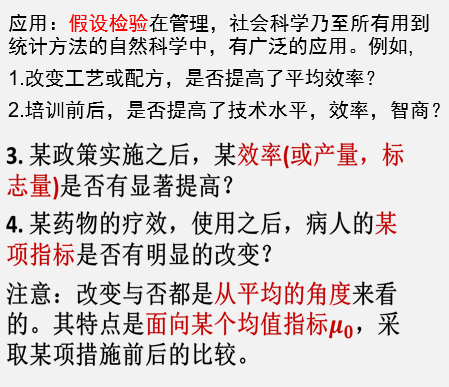 应用：假设检验在管理，社会科学乃至所有用到
统计方法的自然科学中，有广泛的应用。例如,
1.改变工艺或配方，是否提高了平均效率？
2.培训前后，是否提高了技术水平，效率，智商？
3. 某政策实施之后，某效率(或产量，标
志量)是否有显著提高？
4. 某药物的疗效，使用之后，病人的某
项指标是否有明显的改变？
注意：改变与否都是从平均的角度来看
的。其特点是面向某个均值指标μ₀，采
取某项措施前后的比较。